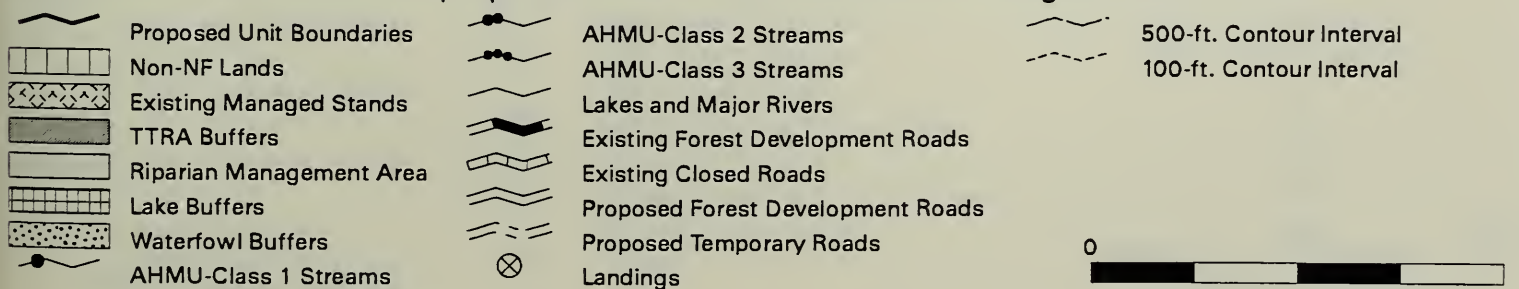 Proposed Unit Boundaries
Non-NF Lands
Existing Managed Stands
TTRA Buffers
Riparian Management Area
Lake Buffers
Waterfowl Buffers
AHMU-Class 1 Streams
AHMU-Class 2 Streams
AHMU-Class 3 Streams
Lakes and Major Rivers
Existing Forest Development Roads
Existing Closed Roads
Proposed Forest Development Roads
Proposed Temporary Roads
Landings
500-ft. Contour Interval
100-ft. Contour Interval
0